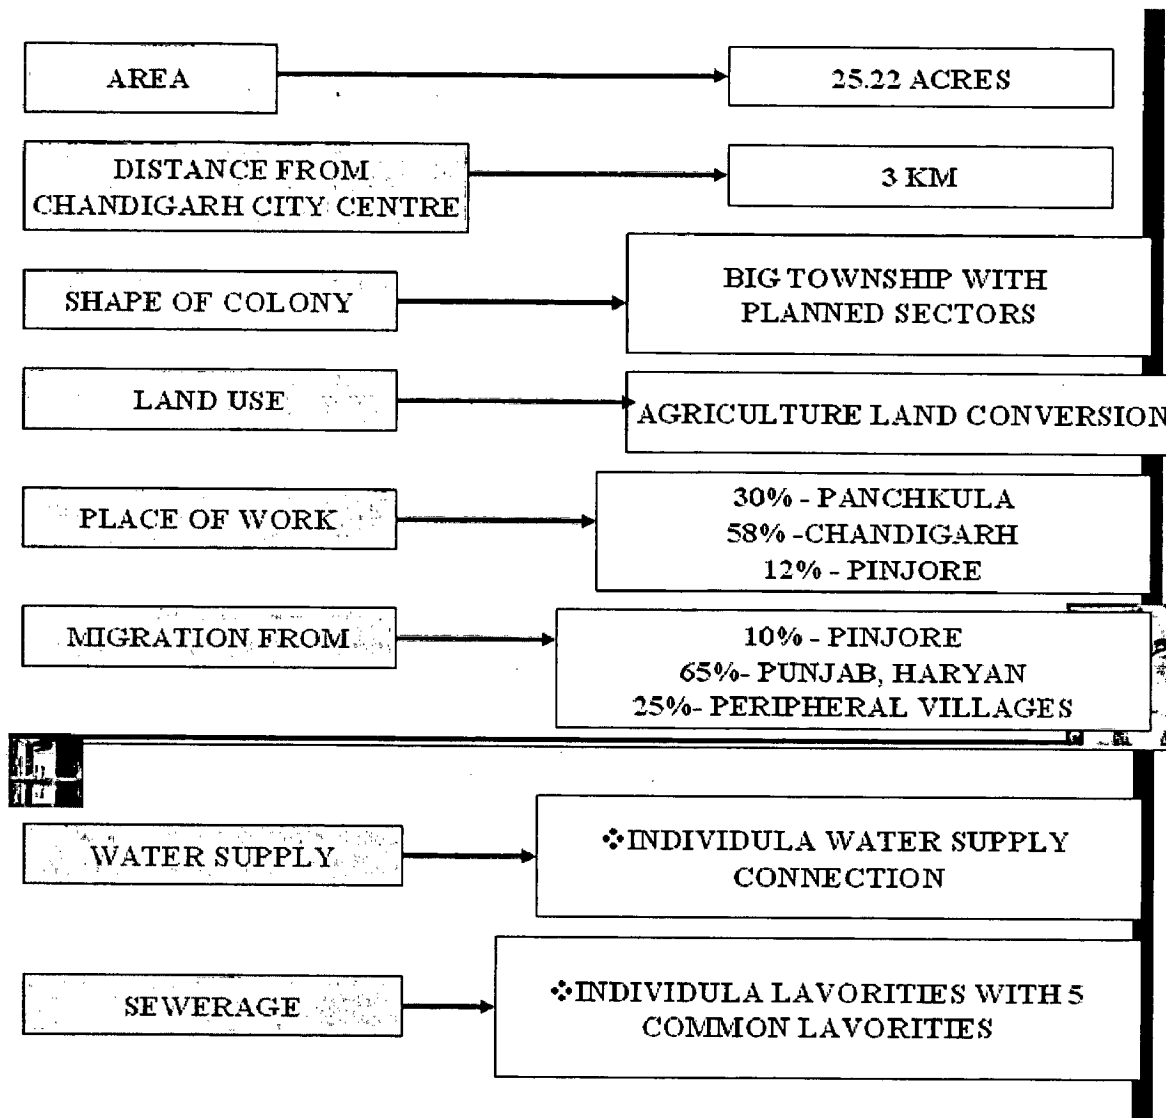 AREA
25.22 ACRES
DISTANCE FROM
CHANDIGARH CITY CENTRE
3 KM
SHAPE OF COLONY
BIG TOWNSHIP WITH
PLANNED SECTORS
LAND USE
AGRICULTURE LAND CONVERSION
PLACE OF WORK
30% - PANCHKULA
58% -CHANDIGARH
12% - PINJORE
MIGRATION FROM
10% - PINJORE
65%- PUNJAB, HARYAN
25%- PERIPHERAL VILLAGES
WATER SUPPLY
❖INDIVIDULA WATER SUPPLY
CONNECTION
SEWERAGE
❖INDIVIDULA LAVORITIES WITH 5
COMMON LAVORITIES